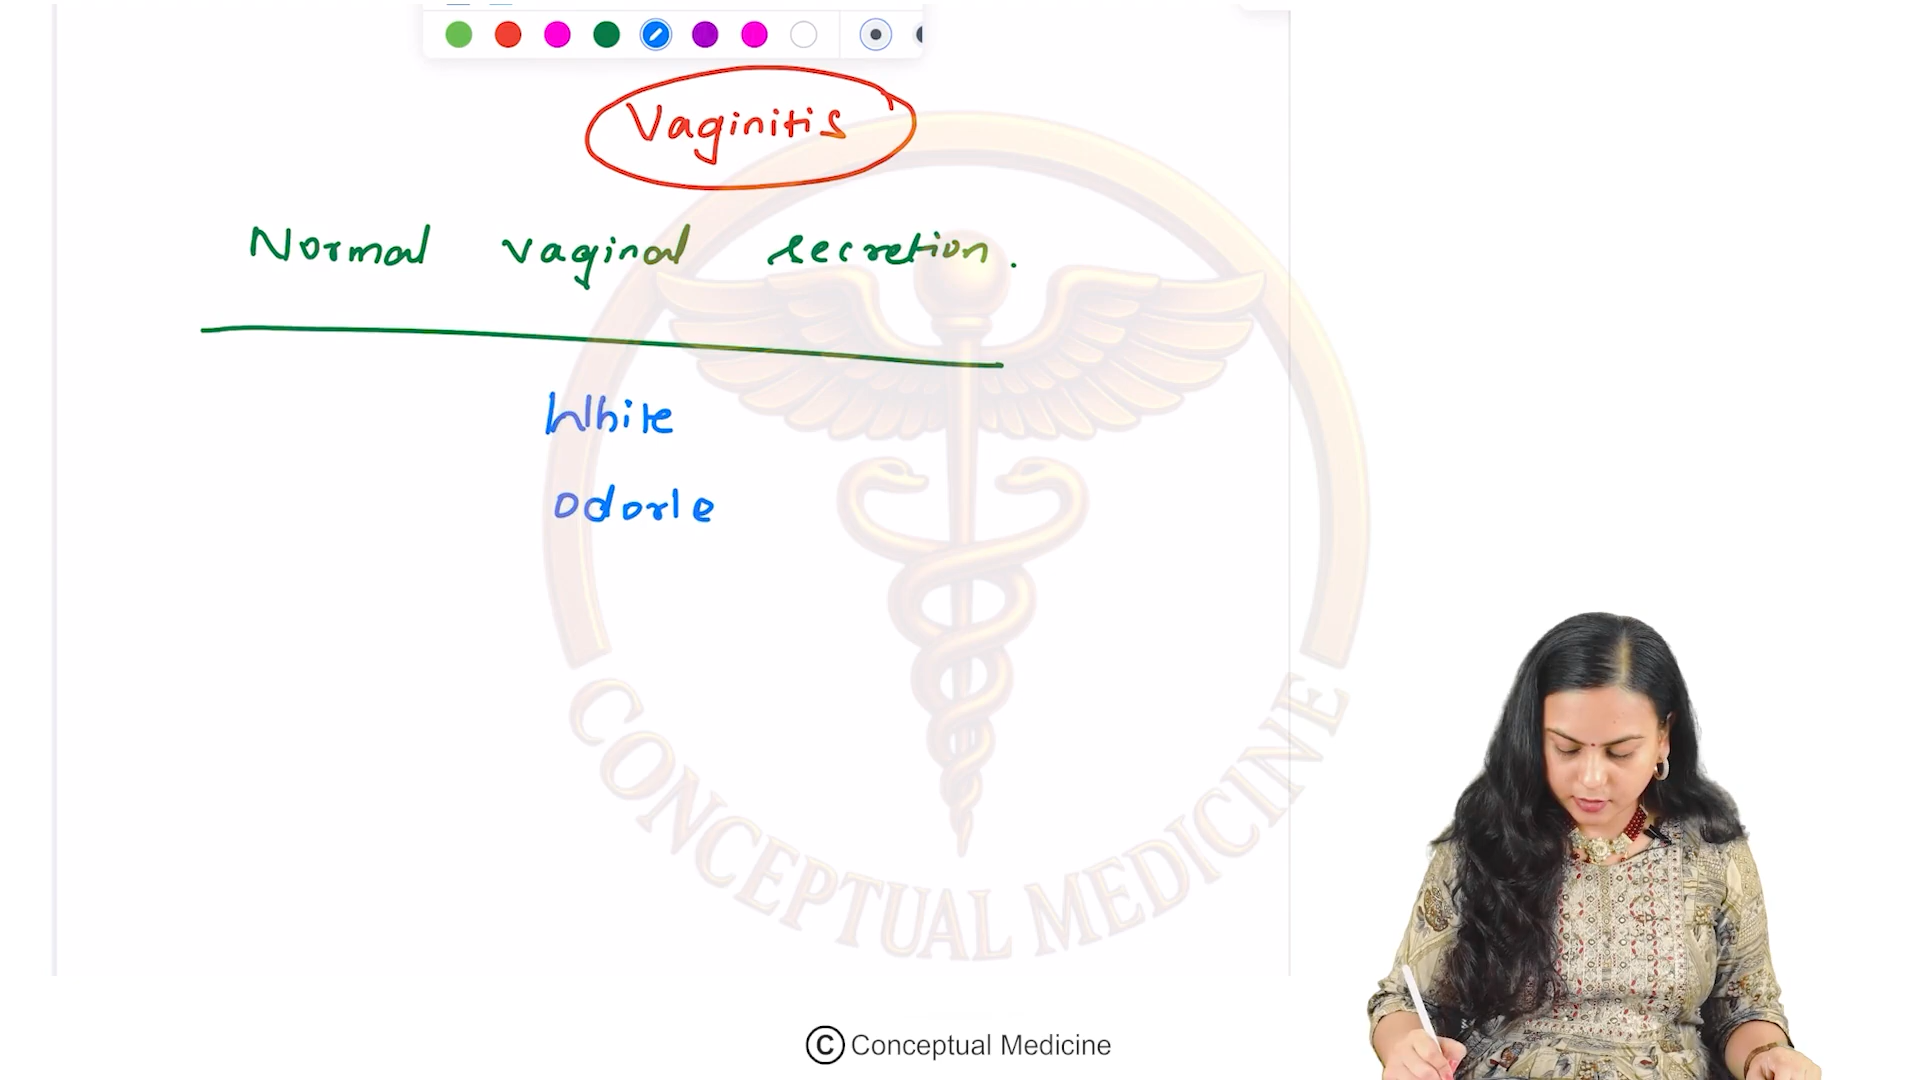 Vaginitis
Normal vaginal secretion.
White
odorle
CONCEPTUAL MEDICINE
© Conceptual Medicine